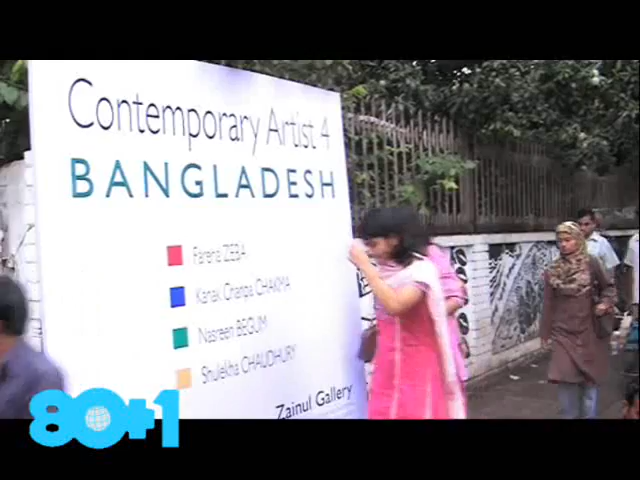 Contemporary Artist 4
BANGLADESH
Farena ZEBA
Kanak Chanpa CHAKMA
Nasreen BEGUM
Shulekha CHAUDHURY
Zainul Gallery
80+1